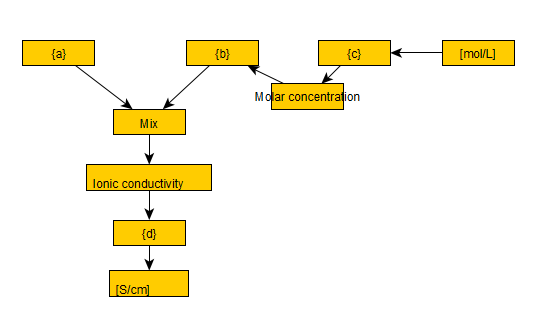 {a}
{b}
{c}
[mol/L]
Molar concentration
Mix
Ionic conductivity
{d}
[S/cm]